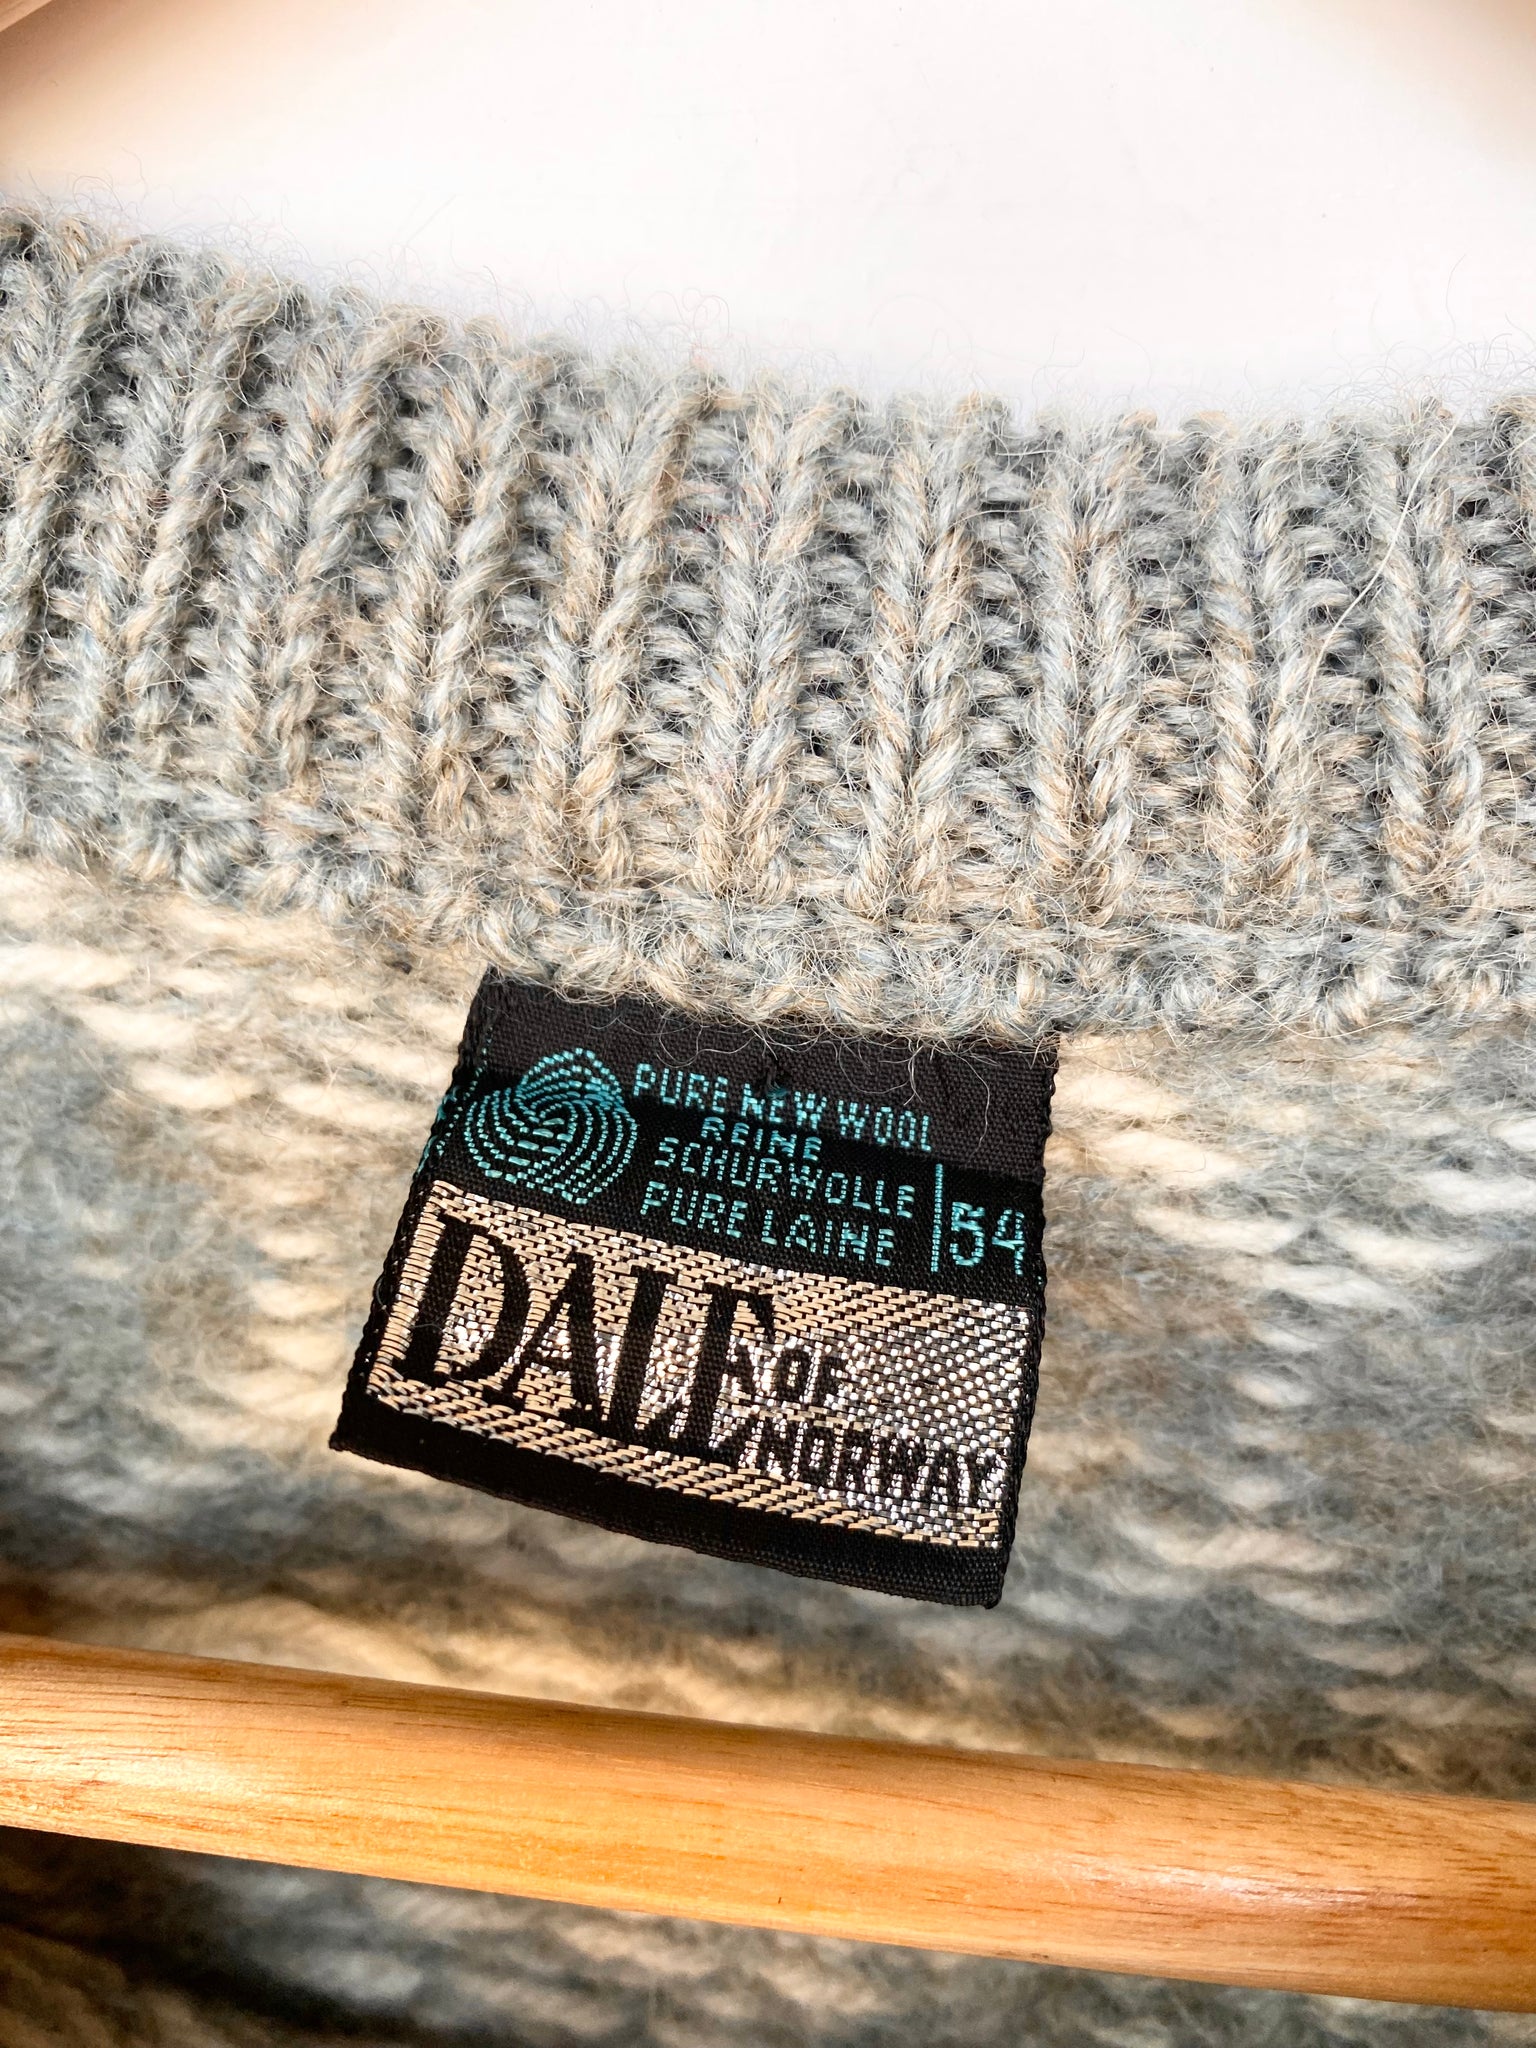 PURE NEW WOOL
REINE
SCHURWOLLE
PURE LAINE
54
DALE OF
NORWAY